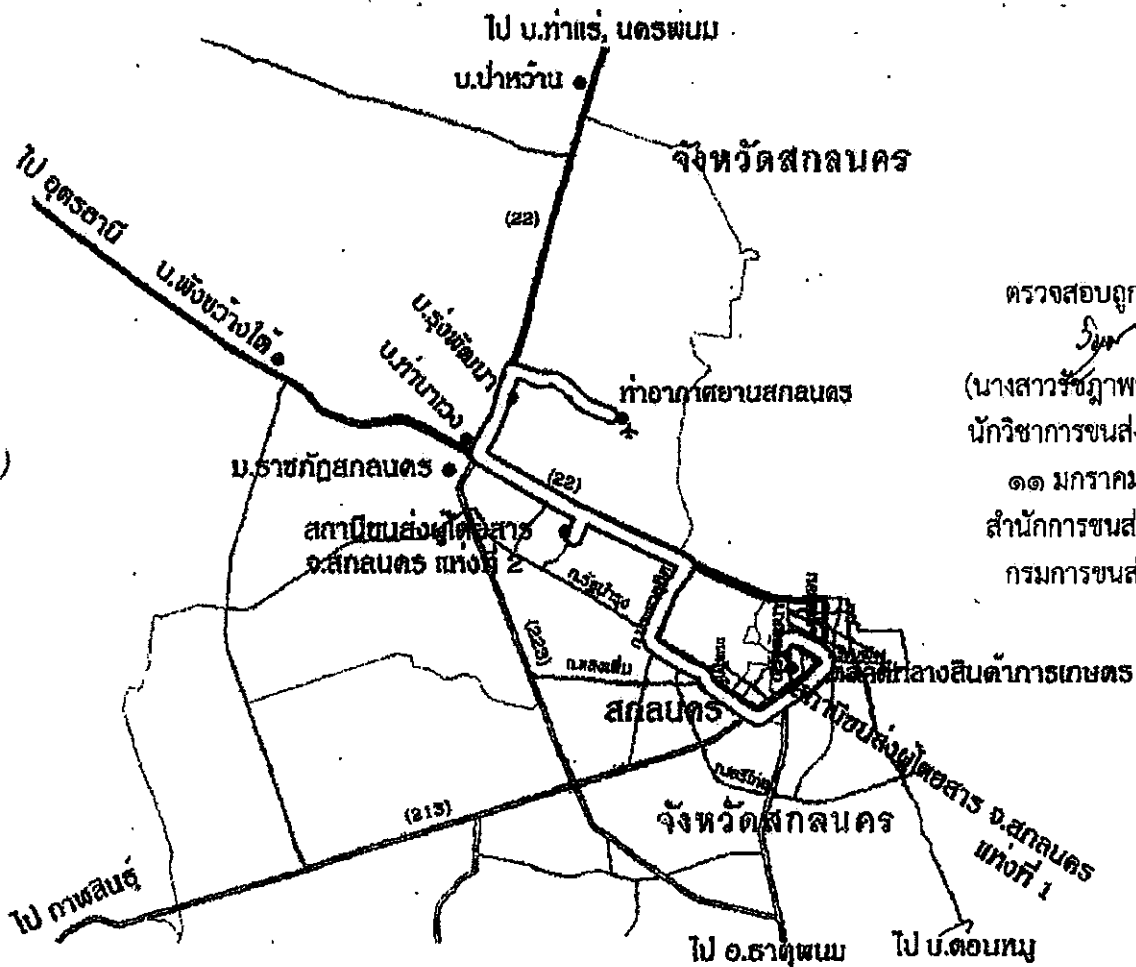 ไป บ.ท่าแร่, นครพนม
บ.ป่าหว้าน
จังหวัดสกลนคร
ไป อุดรธานี
(22)
บ.พังขว้างใต้
ตรวจสอบถูก
บ.รุ่งพัฒนา
บ.ท่านาเวง
ท่าอากาศยานสกลนคร
(นางสาวรัชฎาพ
นักวิชาการขนส่ง
ม.ราชภัฏสกลนคร
(22)
๑๑ มกราคม
สถานีขนส่งผู้โดยสาร
จ.สกลนคร แห่งที่ 2
สำนักการขนส่
กรมการขนส่
ถ.รัฐบำรุง
(223)
ตลาดกลางสินค้าการเกษตร
สกลนคร
สถานีขนส่งผู้โดยสาร จ.สกลนคร
แห่งที่ 1
(213)
จังหวัดสกลนคร
ไป กาฬสินธุ์
ไป อ.ธาตุพนม
ไป บ.ดอนหมู